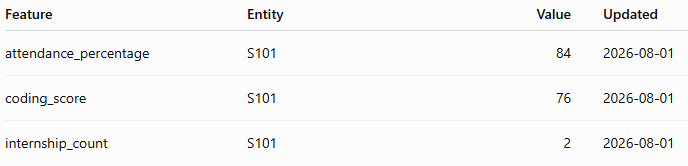 Feature Entity Value Updated
attendance_percentage S101 84 2026-08-01
coding_score S101 76 2026-08-01
internship_count S101 2 2026-08-01